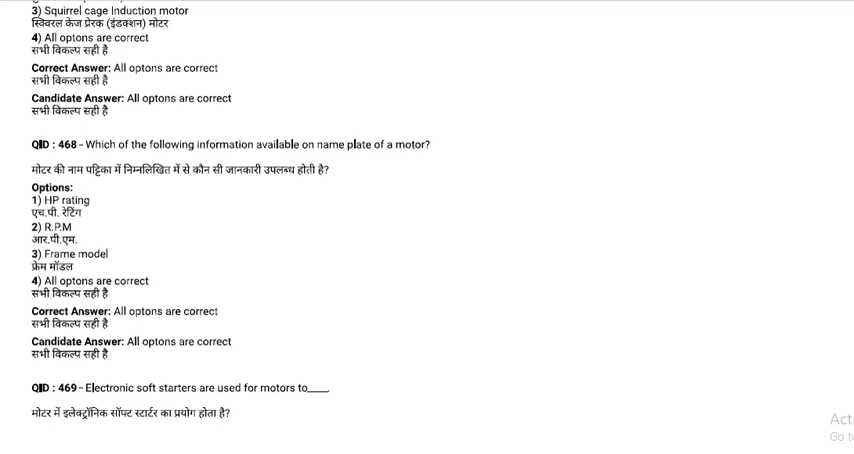 3) Squirrel cage Induction motor
स्क्विरल केज प्रेरक (इंडक्शन) मोटर
4) All optons are correct
सभी विकल्प सही है
Correct Answer: All optons are correct
सभी विकल्प सही है
Candidate Answer: All optons are correct
सभी विकल्प सही है
QID : 468 - Which of the following information available on name plate of a motor?
मोटर की नाम पट्टिका में निम्नलिखित में से कौन सी जानकारी उपलब्ध होती है?
Options:
1) HP rating
एच.पी. रेटिंग
2) R.P.M
आर.पी.एम.
3) Frame model
फ्रेम मॉडल
4) All optons are correct
सभी विकल्प सही है
Correct Answer: All optons are correct
सभी विकल्प सही है
Candidate Answer: All optons are correct
सभी विकल्प सही है
QID : 469 - Electronic soft starters are used for motors to____.
मोटर में इलेक्ट्रॉनिक सॉफ्ट स्टार्टर का प्रयोग होता है?